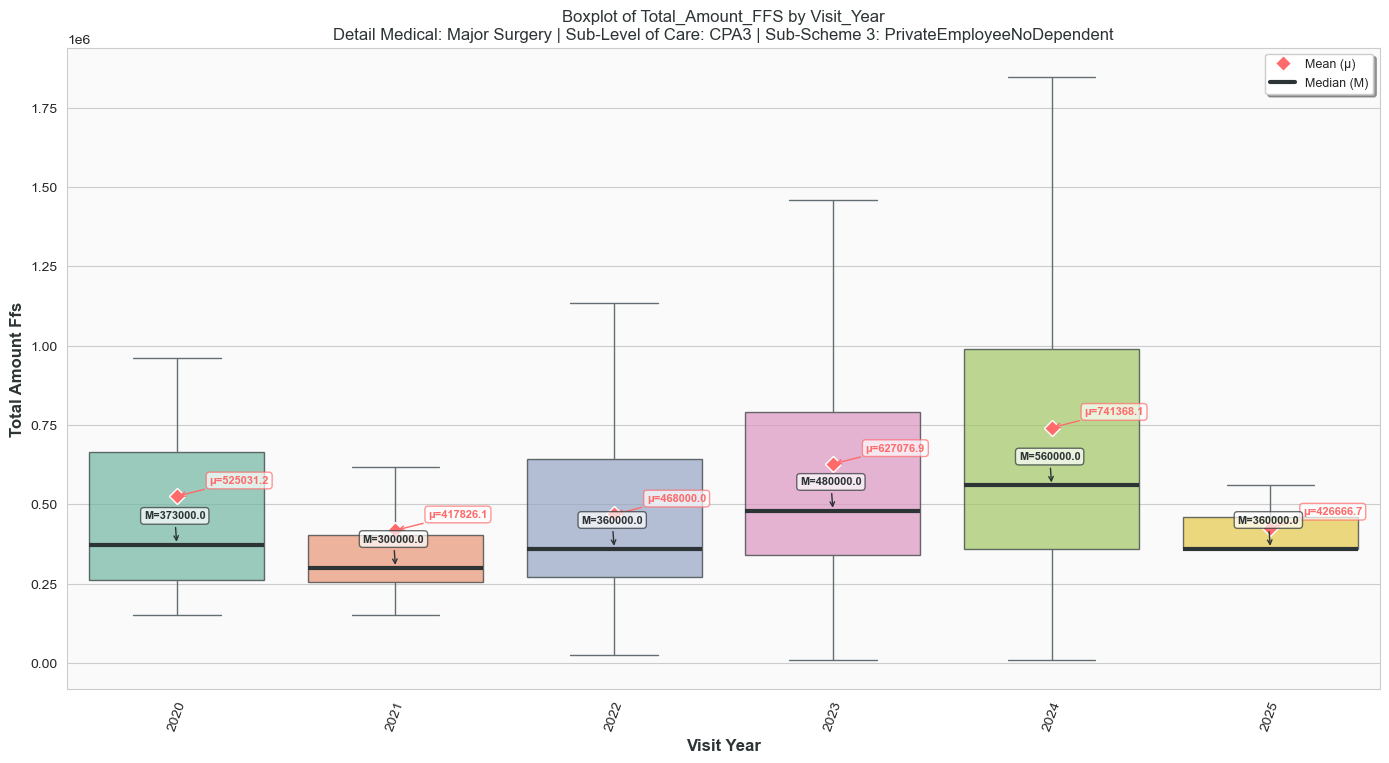 Boxplot of Total_Amount_FFS by Visit_Year
Detail Medical: Major Surgery | Sub-Level of Care: CPA3 | Sub-Scheme 3: PrivateEmployeeNoDependent
1e6
Mean (μ)
Median (M)
1.75
1.50
1.25
1.00
0.75
0.50
0.25
0.00
Total Amount Ffs
μ=525031.2
M=373000.0
μ=417826.1
M=300000.0
μ=468000.0
M=360000.0
μ=627076.9
M=480000.0
μ=741368.1
M=560000.0
μ=426666.7
M=360000.0
2020
2021
2022
2023
2024
2025
Visit Year